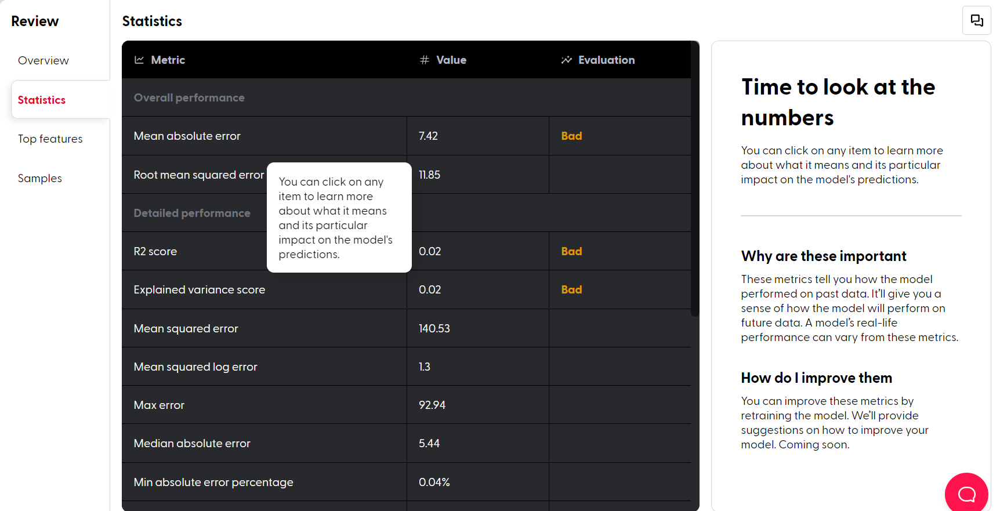 Review
Overview
Statistics
Top features
Samples
Statistics
Metric Value Evaluation
Overall performance
Mean absolute error 7.42 Bad
Root mean squared error 11.85
Detailed performance
You can click on any
item to learn more
about what it means
and its particular
impact on the model's
predictions.
R2 score 0.02 Bad
Explained variance score 0.02 Bad
Mean squared error 140.53
Mean squared log error 1.3
Max error 92.94
Median absolute error 5.44
Min absolute error percentage 0.04%
Time to look at the
numbers
You can click on any item to learn more
about what it means and its particular
impact on the model's predictions.
Why are these important
These metrics tell you how the model
performed on past data. It’ll give you a
sense of how the model will perform on
future data. A model’s real-life
performance can vary from these metrics.
How do I improve them
You can improve these metrics by
retraining the model. We’ll provide
suggestions on how to improve your
model. Coming soon.